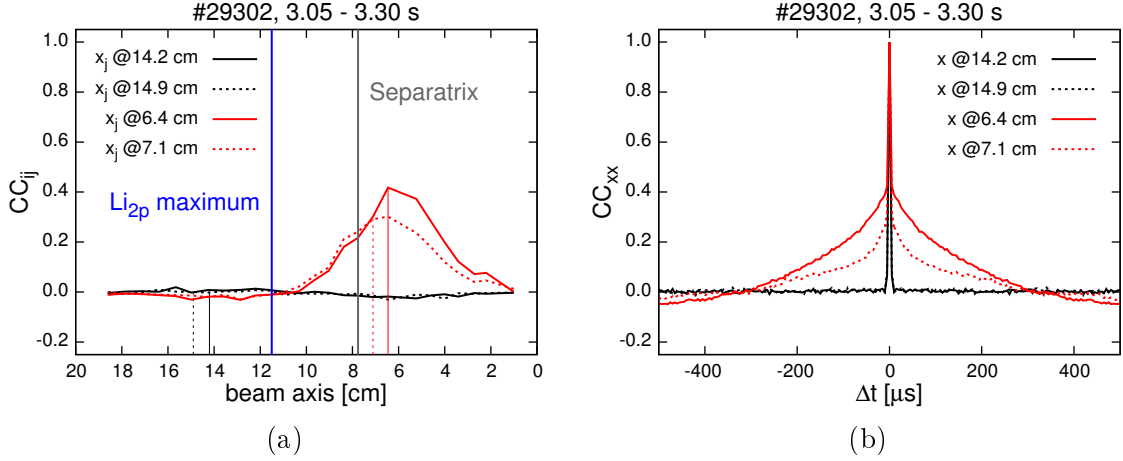 #29302, 3.05 - 3.30 s
CC_ij
1.0
0.8
0.6
0.4
0.2
0.0
-0.2
x_j @14.2 cm
x_j @14.9 cm
x_j @6.4 cm
x_j @7.1 cm
Separatrix
Li_2p maximum
20 18 16 14 12 10 8 6 4 2 0
beam axis [cm]
(a)
#29302, 3.05 - 3.30 s
CC_xx
1.0
0.8
0.6
0.4
0.2
0.0
-0.2
x @14.2 cm
x @14.9 cm
x @6.4 cm
x @7.1 cm
-400 -200 0 200 400
Δt [μs]
(b)